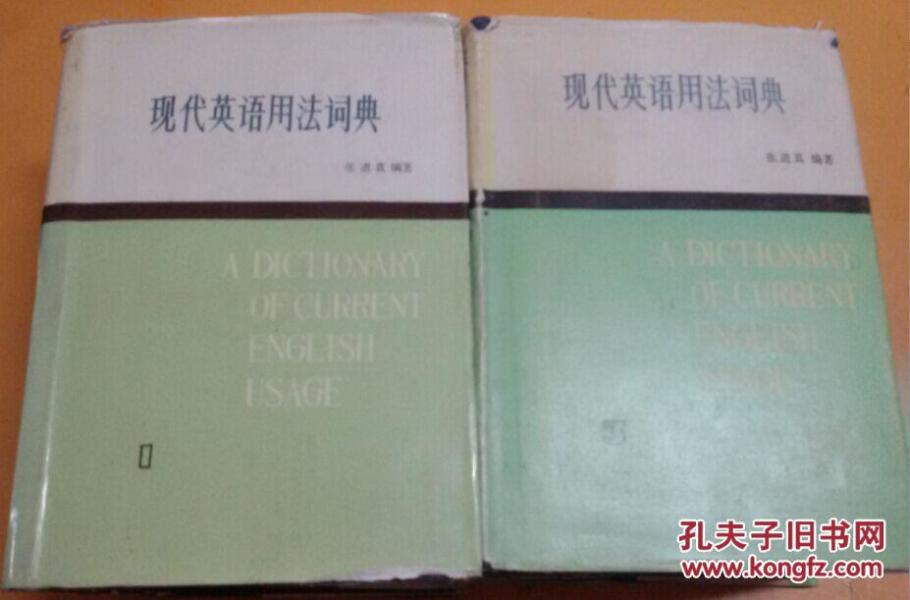 现代英语用法词典
张道真 编著
A DICTIONARY
OF CURRENT
ENGLISH
USAGE
现代英语用法词典
张道真 编著
A DICTIONARY
OF CURRENT
ENGLISH
USAGE
孔夫子旧书网
www.kongfz.com